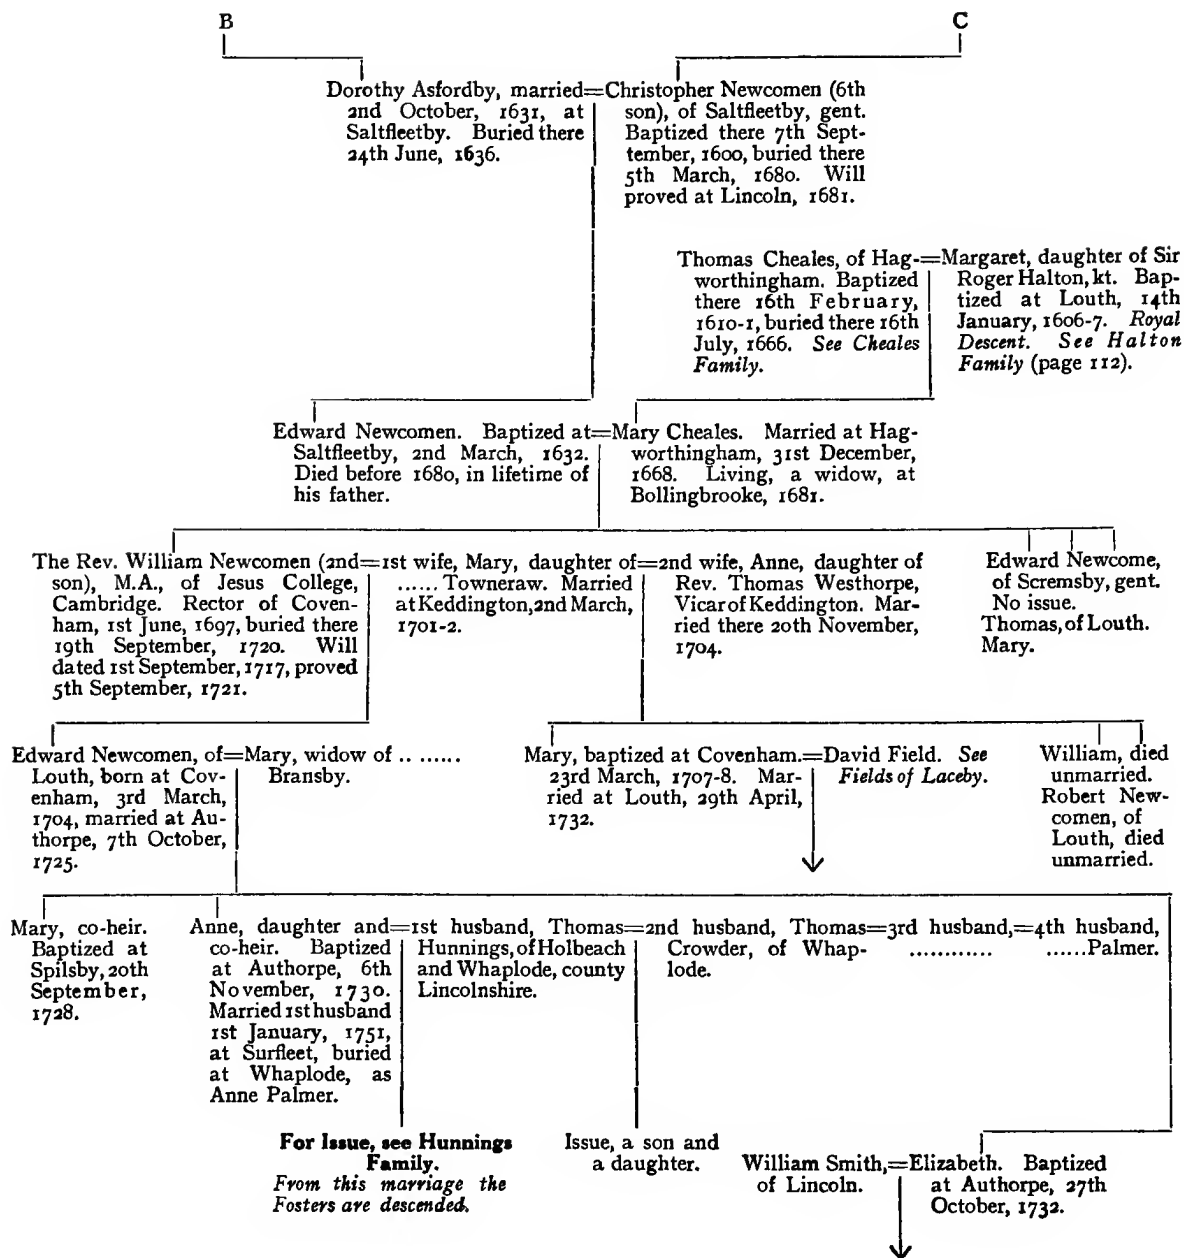 B
C
Dorothy Asfordby, married=
2nd October, 1631, at
Saltfleetby. Buried there
24th June, 1636.
Christopher Newcomen (6th
son), of Saltfleetby, gent.
Baptized there 7th Sep-
tember, 1600, buried there
5th March, 1680. Will
proved at Lincoln, 1681.
Thomas Cheales, of Hag-=
worthingham. Baptized
there 16th February,
1610-1, buried there 16th
July, 1666. See Cheales
Family.
Margaret, daughter of Sir
Roger Halton, kt. Bap-
tized at Louth, 14th
January, 1606-7. Royal
Descent. See Halton
Family (page 112).
Edward Newcomen. Baptized at=
Saltfleetby, 2nd March, 1632.
Died before 1680, in lifetime of
his father.
Mary Cheales. Married at Hag-
worthingham, 31st December,
1668. Living, a widow, at
Bollingbrooke, 1681.
The Rev. William Newcomen (2nd=
son), M.A., of Jesus College,
Cambridge. Rector of Coven-
ham, 1st June, 1697, buried there
19th September, 1720. Will
dated 1st September, 1717, proved
5th September, 1721.
1st wife, Mary, daughter of=
...... Towneraw. Married
at Keddington, 2nd March,
1701-2.
2nd wife, Anne, daughter of
Rev. Thomas Westhorpe,
Vicar of Keddington. Mar-
ried there 20th November,
1704.
Edward Newcome,
of Scremsby, gent.
No issue.
Thomas, of Louth.
Mary.
Edward Newcomen, of=
Louth, born at Cov-
enham, 3rd March,
1704, married at Au-
thorpe, 7th October,
1725.
Mary, widow of .. ......
Bransby.
Mary, baptized at Covenham.=
23rd March, 1707-8. Mar-
ried at Louth, 29th April,
1732.
David Field. See
Fields of Laceby.
William, died
unmarried.
Robert New-
comen, of
Louth, died
unmarried.
Mary, co-heir.
Baptized at
Spilsby, 20th
September,
1728.
Anne, daughter and=
co-heir. Baptized
at Authorpe, 6th
November, 1730.
Married 1st husband
1st January, 1751,
at Surfleet, buried
at Whaplode, as
Anne Palmer.
1st husband, Thomas=
Hunnings, of Holbeach
and Whaplode, county
Lincolnshire.
2nd husband, Thomas=
Crowder, of Whap-
lode.
3rd husband,=
............
4th husband,
......Palmer.
For Issue, see Hunnings
Family.
From this marriage the
Fosters are descended.
Issue, a son and
a daughter.
William Smith,=
of Lincoln.
Elizabeth. Baptized
at Authorpe, 27th
October, 1732.